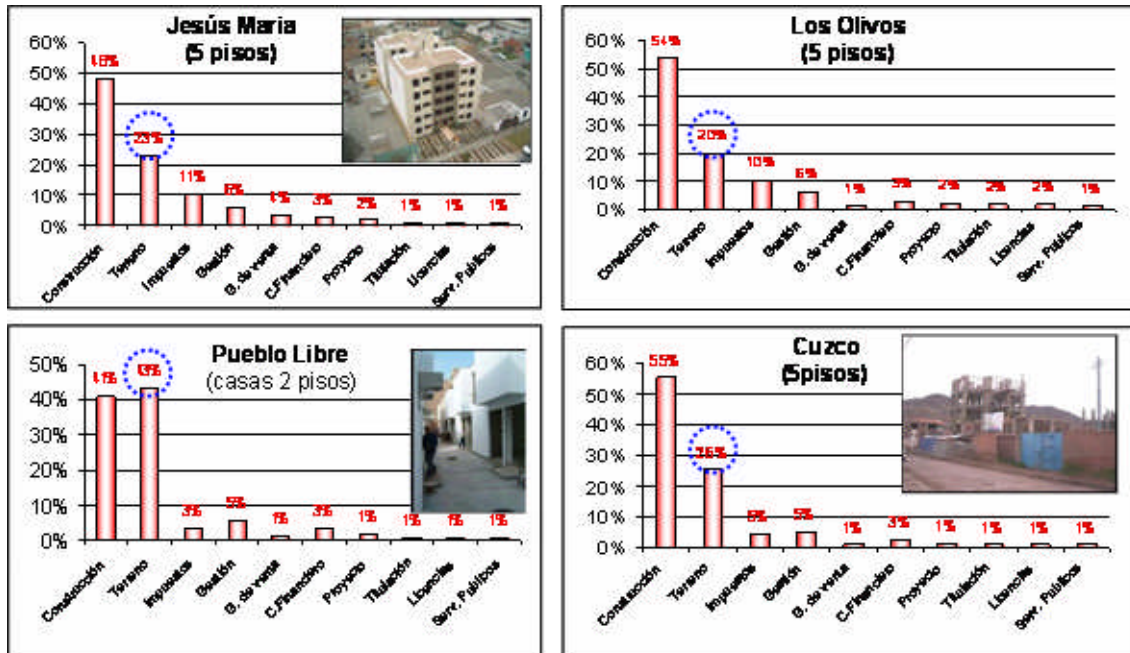 Jesús Maria
(5 pisos)
60%
50%
40%
30%
20%
10%
0%
48%
23%
11%
6%
4%
3%
2%
1%
1%
1%
Construcción
Terreno
Impuestos
Gestión
G. de venta
C.Financiero
Proyecto
Titulación
Licencias
Serv. Publicos
Los Olivos
(5 pisos)
60%
50%
40%
30%
20%
10%
0%
54%
20%
10%
6%
1%
3%
2%
2%
2%
1%
Construcción
Terreno
Impuestos
Gestión
G. de venta
C.Financiero
Proyecto
Titulación
Licencias
Serv. Publicos
Pueblo Libre
(casas 2 pisos)
50%
40%
30%
20%
10%
0%
41%
43%
3%
5%
1%
3%
1%
1%
1%
1%
Construcción
Terreno
Impuestos
Gestión
G. de venta
C.Financiero
Proyecto
Titulación
Licencias
Serv. Publicos
Cuzco
(5pisos)
60%
50%
40%
30%
20%
10%
0%
55%
26%
5%
1%
3%
1%
1%
1%
1%
Construcción
Terreno
Impuestos
Gestión
G. de venta
C.Financiero
Proyecto
Titulación
Licencias
Serv. Publicos